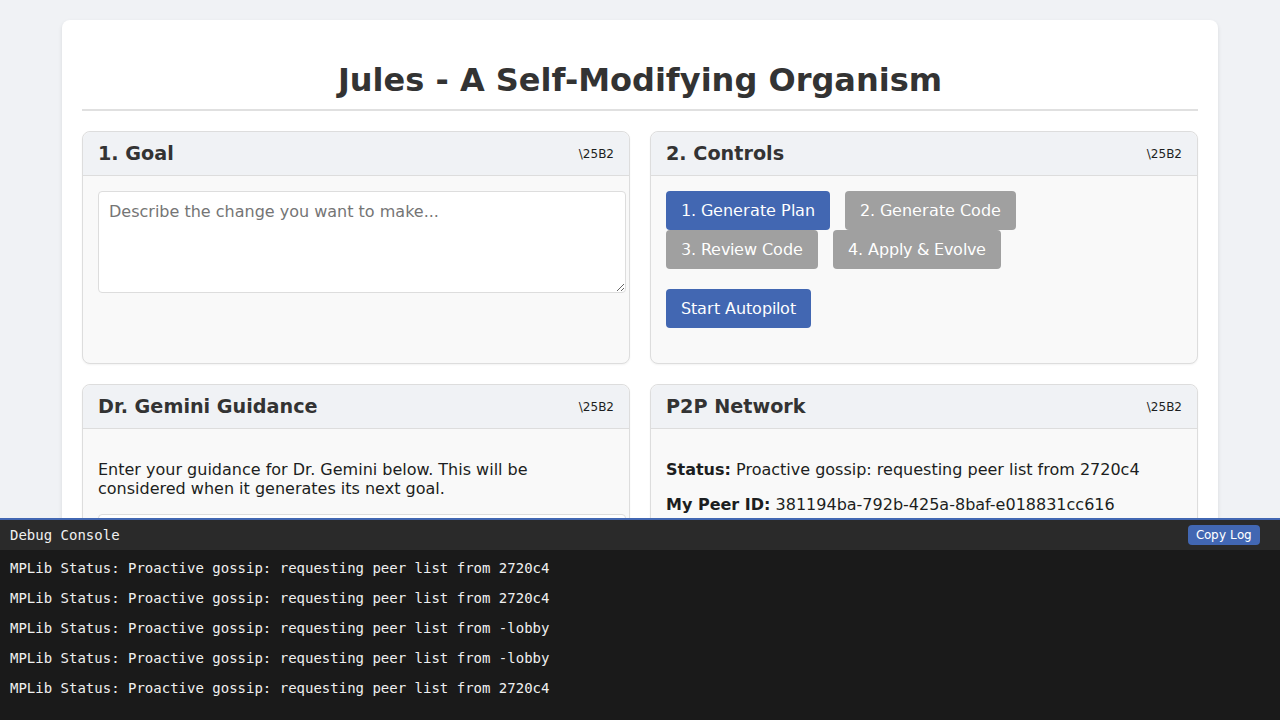 Jules - A Self-Modifying Organism
1. Goal
\25B2
Describe the change you want to make...
2. Controls
\25B2
1. Generate Plan
2. Generate Code
3. Review Code
4. Apply & Evolve
Start Autopilot
Dr. Gemini Guidance
\25B2
Enter your guidance for Dr. Gemini below. This will be
considered when it generates its next goal.
P2P Network
\25B2
Status: Proactive gossip: requesting peer list from 2720c4
My Peer ID: 381194ba-792b-425a-8baf-e018831cc616
Debug Console
Copy Log
MPLib Status: Proactive gossip: requesting peer list from 2720c4
MPLib Status: Proactive gossip: requesting peer list from 2720c4
MPLib Status: Proactive gossip: requesting peer list from -lobby
MPLib Status: Proactive gossip: requesting peer list from -lobby
MPLib Status: Proactive gossip: requesting peer list from 2720c4